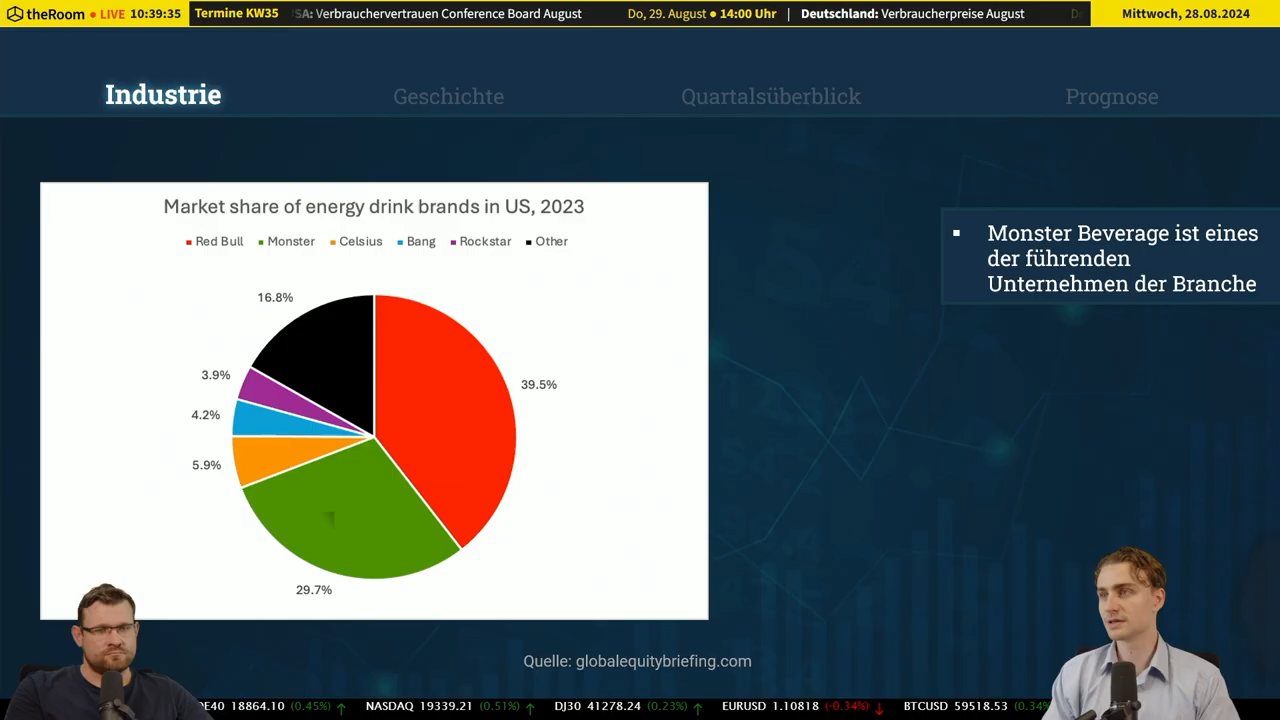 theRoom ● LIVE 10:39:35
Termine KW35
SA: Verbrauchervertrauen Conference Board August
Do, 29. August ● 14:00 Uhr | Deutschland: Verbraucherpreise August
Mittwoch, 28.08.2024
Industrie
Geschichte
Quartalsüberblick
Prognose
Market share of energy drink brands in US, 2023
Red Bull Monster Celsius Bang Rockstar Other
16.8%
3.9%
39.5%
4.2%
5.9%
29.7%
▪ Monster Beverage ist eines
der führenden
Unternehmen der Branche
Quelle: globalequitybriefing.com
DE40 18864.10 (0.45%) ↑ NASDAQ 19339.21 (0.51%) ↑ DJ30 41278.24 (0.23%) ↑ EURUSD 1.10818 (-0.34%) ↓ BTCUSD 59518.53 (0.34%